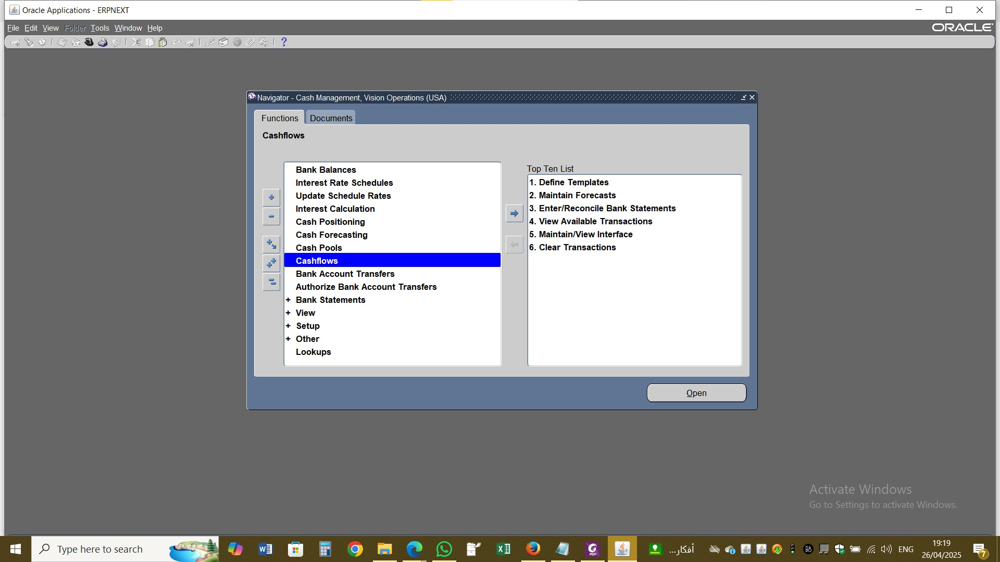 Oracle Applications - ERPNEXT
File Edit View Folder Tools Window Help
ORACLE
Navigator - Cash Management, Vision Operations (USA)
Functions Documents
Cashflows
Bank Balances
Interest Rate Schedules
Update Schedule Rates
Interest Calculation
Cash Positioning
Cash Forecasting
Cash Pools
Cashflows
Bank Account Transfers
Authorize Bank Account Transfers
+ Bank Statements
+ View
+ Setup
+ Other
Lookups
Top Ten List
1. Define Templates
2. Maintain Forecasts
3. Enter/Reconcile Bank Statements
4. View Available Transactions
5. Maintain/View Interface
6. Clear Transactions
Open
Activate Windows
Go to Settings to activate Windows.
Type here to search
أفكار...
ENG
19:19
26/04/2025
7